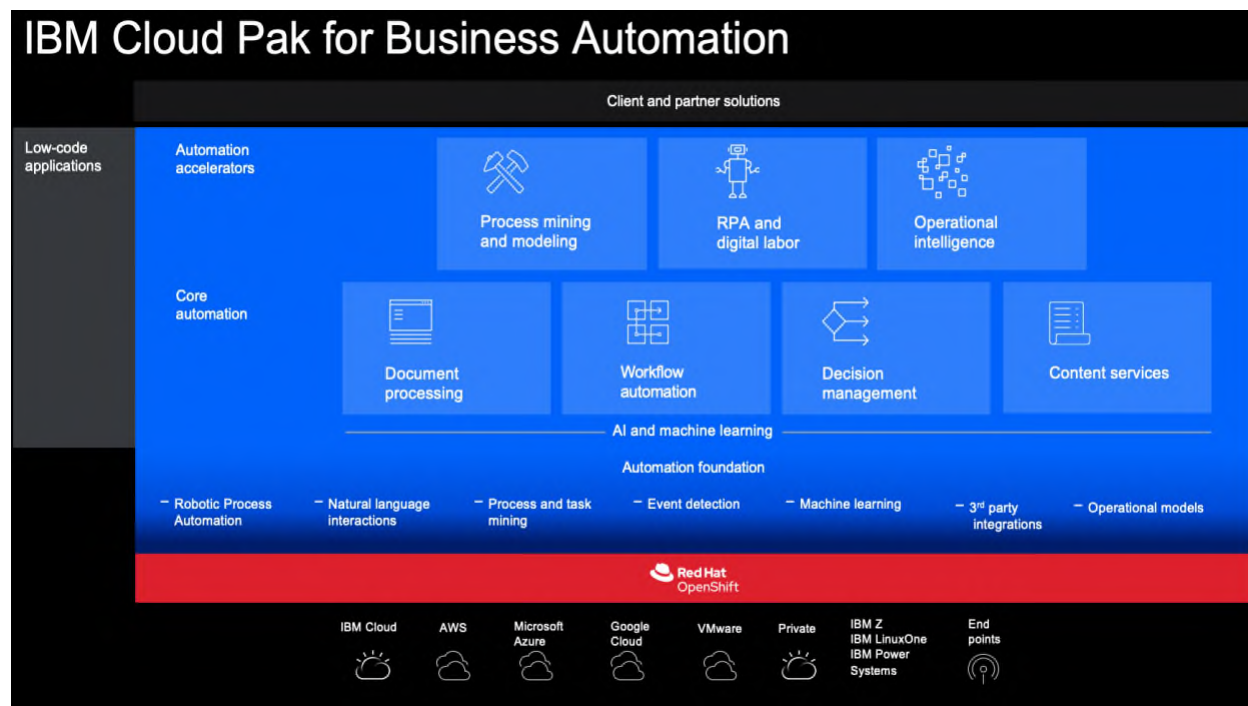 IBM Cloud Pak for Business Automation
Client and partner solutions
Low-code
applications
Automation
accelerators
Process mining
and modeling
RPA and
digital labor
Operational
intelligence
Core
automation
Document
processing
Workflow
automation
Decision
management
Content services
AI and machine learning
Automation foundation
– Robotic Process
Automation
– Natural language
interactions
– Process and task
mining
– Event detection
– Machine learning
– 3rd party
integrations
– Operational models
Red Hat
OpenShift
IBM Cloud
AWS
Microsoft
Azure
Google
Cloud
VMware
Private
IBM Z
IBM LinuxOne
IBM Power
Systems
End
points